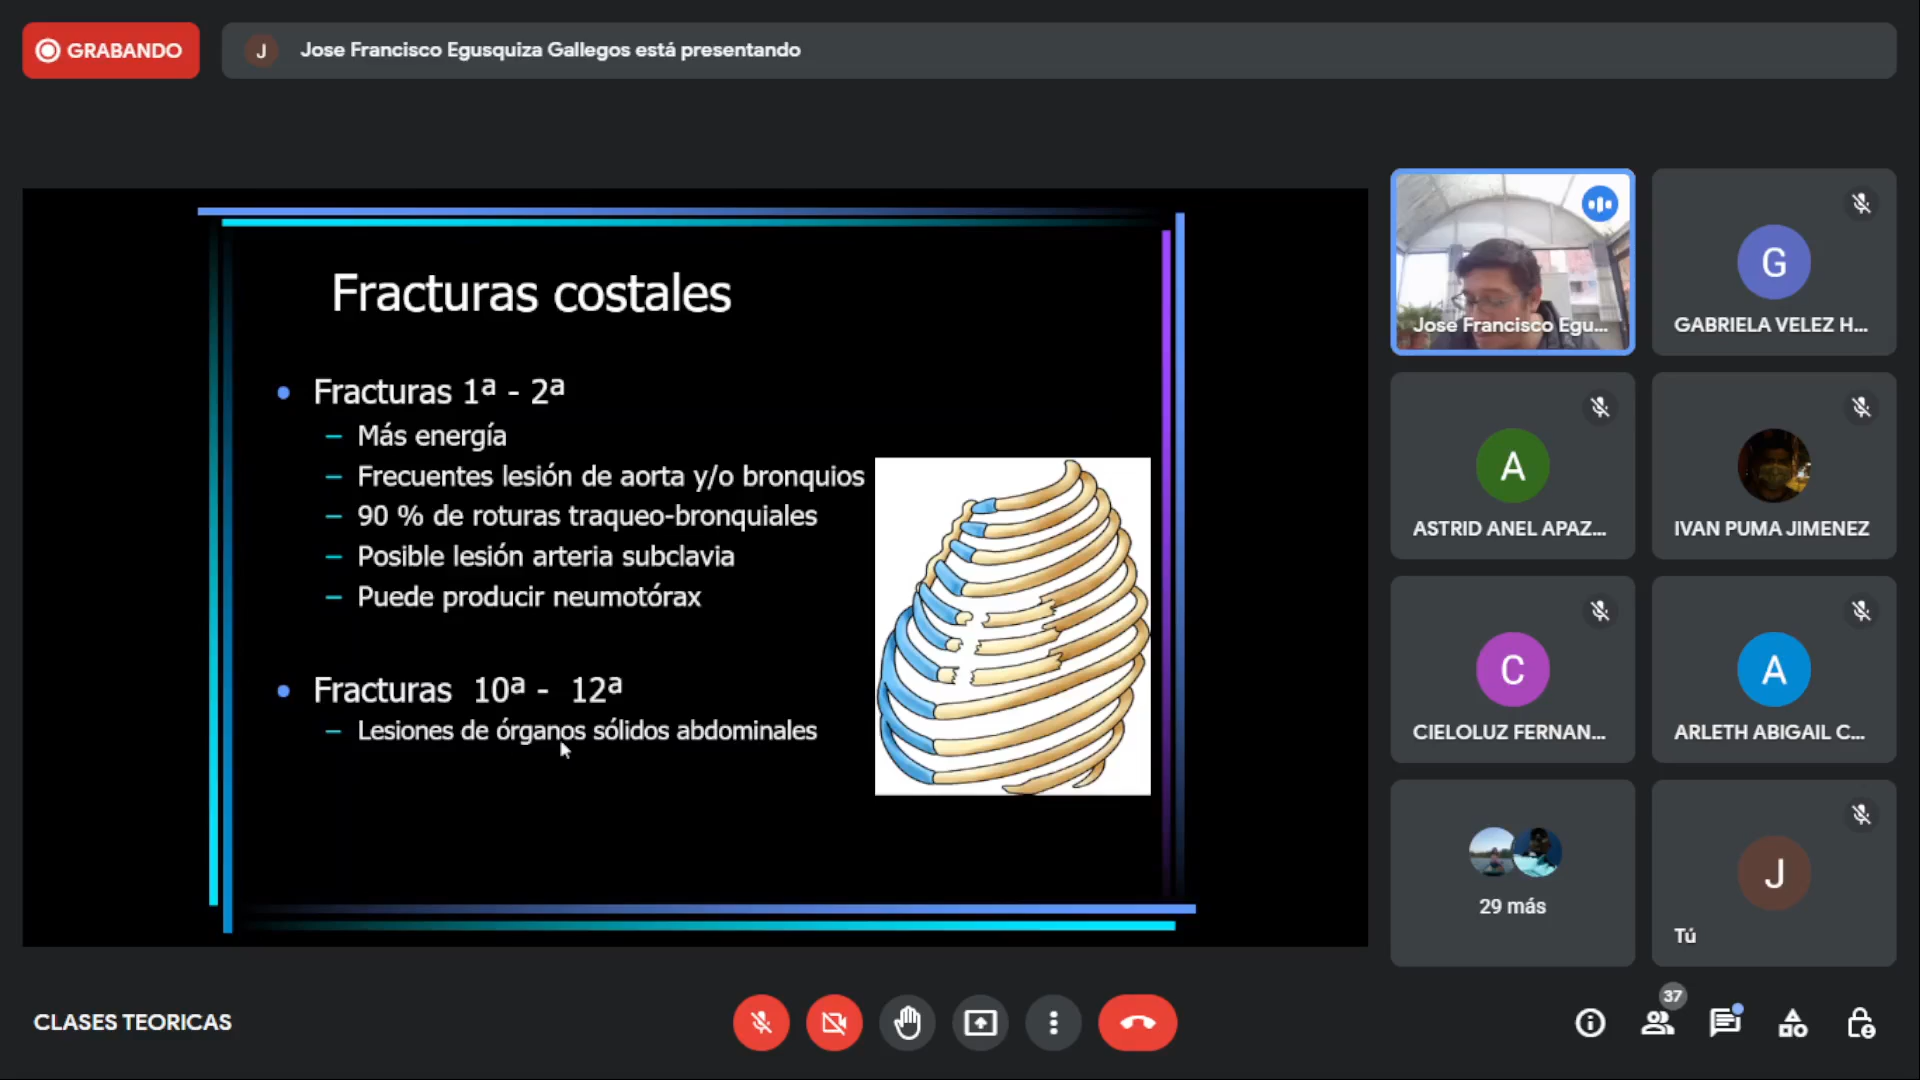 GRABANDO
J
Jose Francisco Egusquiza Gallegos está presentando
Fracturas costales
• Fracturas 1ª - 2ª
– Más energía
– Frecuentes lesión de aorta y/o bronquios
– 90 % de roturas traqueo-bronquiales
– Posible lesión arteria subclavia
– Puede producir neumotórax
• Fracturas 10ª - 12ª
– Lesiones de órganos sólidos abdominales
Jose Francisco Egu...
G
GABRIELA VELEZ H...
A
ASTRID ANEL APAZ...
IVAN PUMA JIMENEZ
C
CIELOLUZ FERNAN...
A
ARLETH ABIGAIL C...
29 más
J
Tú
CLASES TEORICAS
37